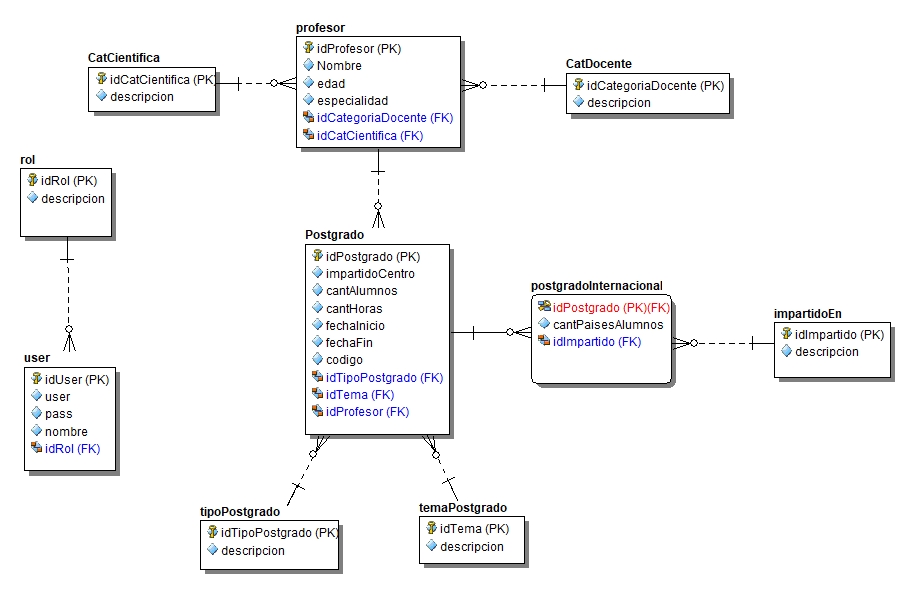 profesor
idProfesor (PK)
Nombre
edad
especialidad
idCategoriaDocente (FK)
idCatCientifica (FK)
CatCientifica
idCatCientifica (PK)
descripcion
CatDocente
idCategoriaDocente (PK)
descripcion
rol
idRol (PK)
descripcion
Postgrado
idPostgrado (PK)
impartidoCentro
cantAlumnos
cantHoras
fechaInicio
fechaFin
codigo
idTipoPostgrado (FK)
idTema (FK)
idProfesor (FK)
postgradoInternacional
idPostgrado (PK)(FK)
cantPaisesAlumnos
idImpartido (FK)
impartidoEn
idImpartido (PK)
descripcion
user
idUser (PK)
user
pass
nombre
idRol (FK)
tipoPostgrado
idTipoPostgrado (PK)
descripcion
temaPostgrado
idTema (PK)
descripcion